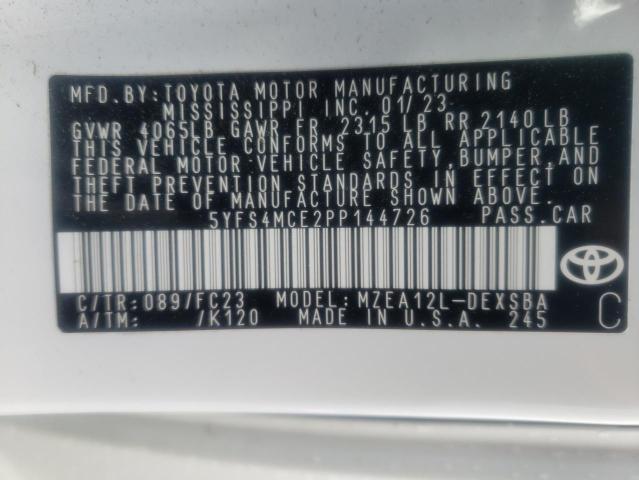 MFD.BY:TOYOTA MOTOR MANUFACTURING
MISSISSIPPI INC. 01/23
GVWR 4065LB GAWR FR 2315 LB RR 2140 LB
THIS VEHICLE CONFORMS TO ALL APPLICABLE
FEDERAL MOTOR VEHICLE SAFETY,BUMPER,AND
THEFT PREVENTION STANDARDS IN EFFECT ON
THE DATE OF MANUFACTURE SHOWN ABOVE.
5YFS4MCE2PP144726 PASS.CAR
C/TR:089/FC23 MODEL:MZEA12L-DEXSBA
A/TM: /K120 MADE IN U.S.A. 245
C